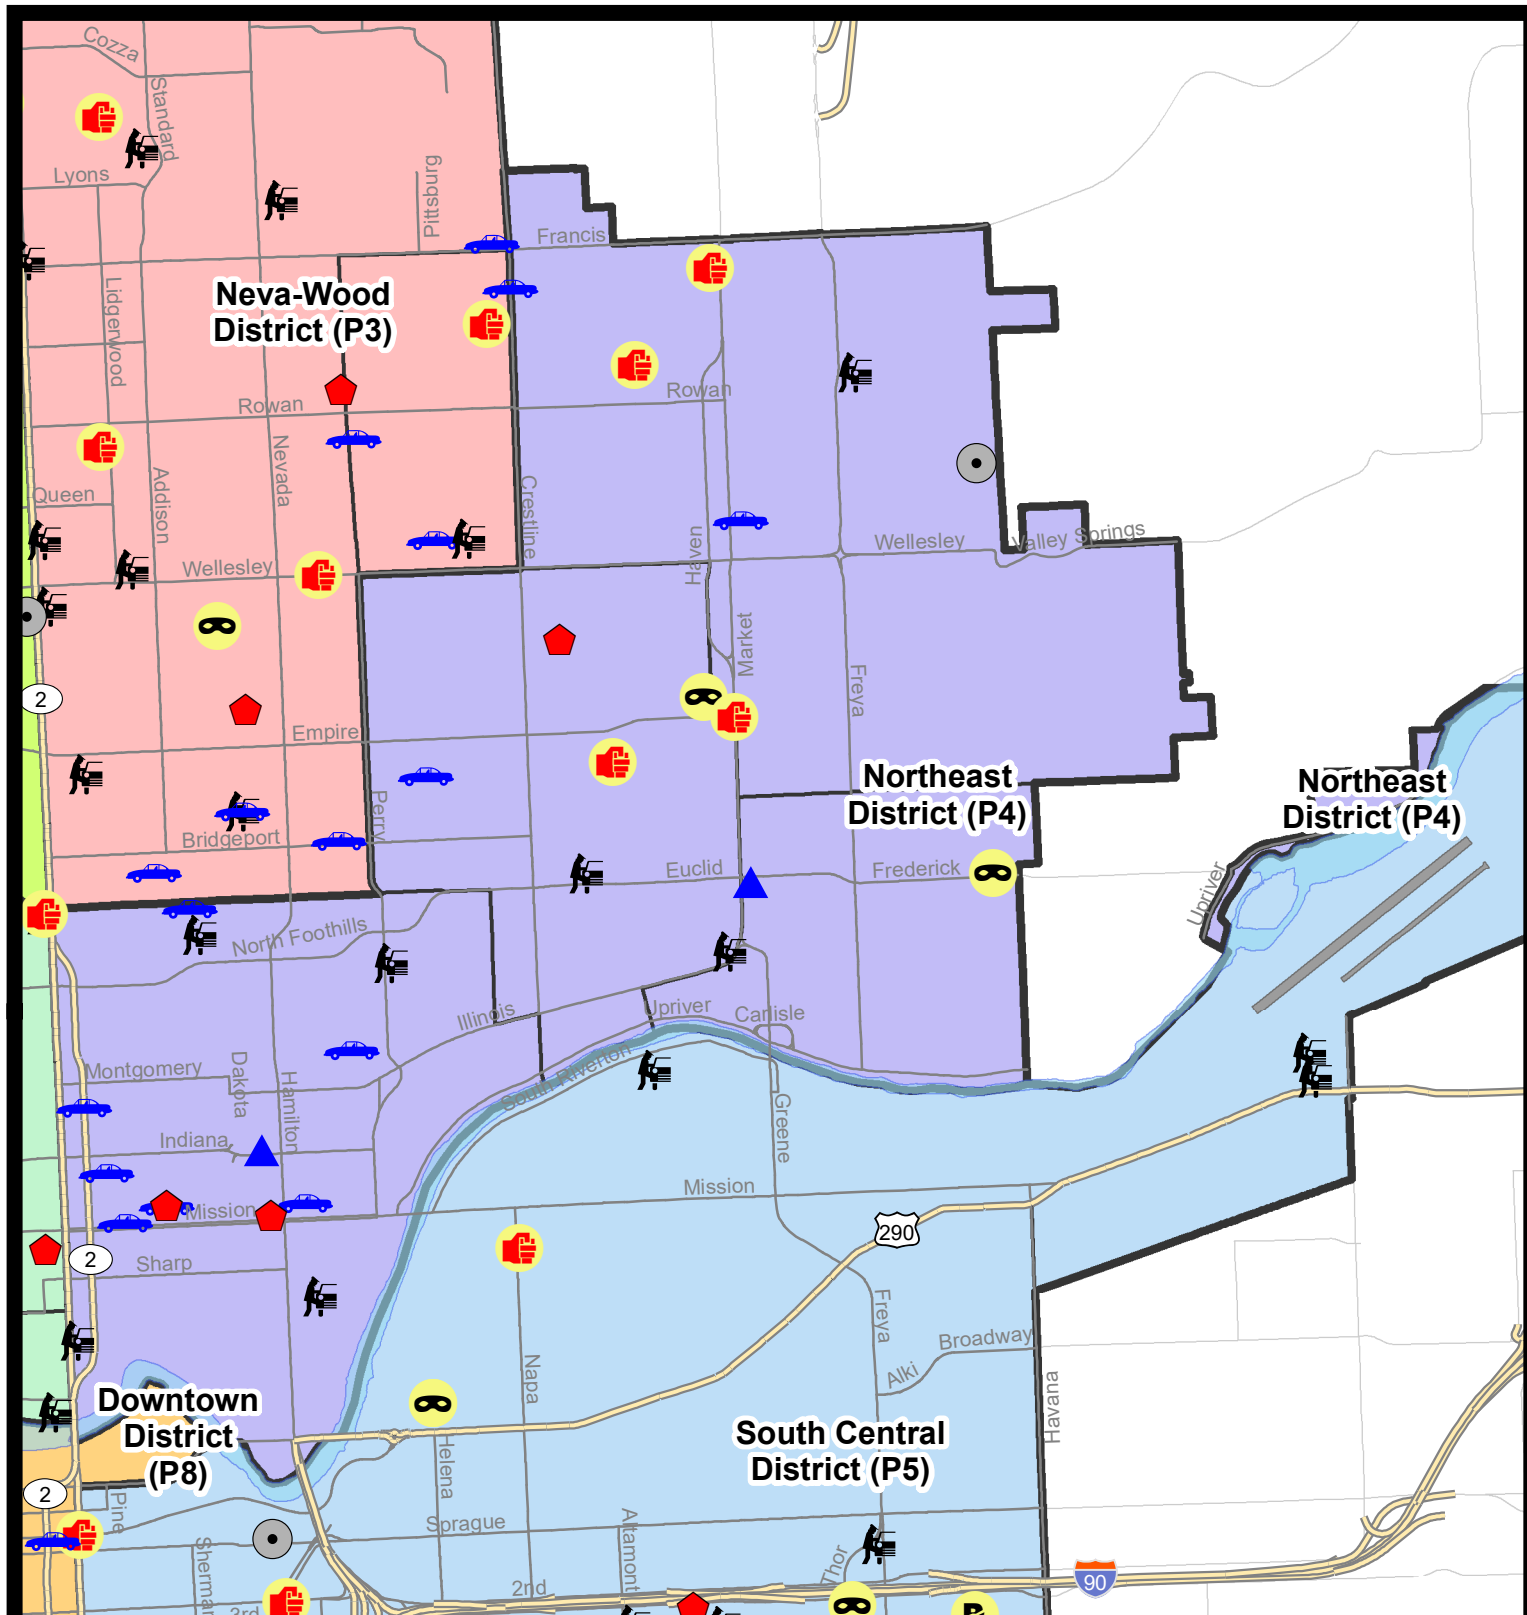 Cozza
Standard
Lyons
Pittsburg
Francis
Neva-Wood
District (P3)
Lidgerwood
Rowan
Rowan
Nevada
Addison
Queen
Crestline
Haven
Wellesley
Valley Springs
Wellesley
Market
Freya
2
Empire
Northeast
District (P4)
Northeast
District (P4)
Perry
Bridgeport
Euclid
Frederick
Upriver
North Foothills
Illinois
Upriver
Carlisle
South Riverton
Montgomery
Dakota
Hamilton
Greene
Indiana
Mission
Mission
290
2
Sharp
Freya
Broadway
Alki
Napa
Havana
Downtown
District
(P8)
South Central
District (P5)
Helena
2
Pine
Sprague
Altamont
Sherman
Thor
2nd
90
3rd